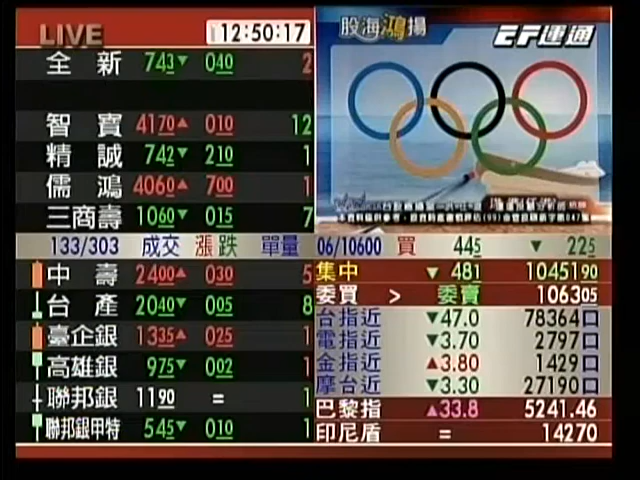 LIVE 12:50:17
股海鴻揚 EF運通
全新 743▼ 040 2
智寶 4170▲ 010 12
精誠 742▼ 210 1
儒鴻 4060▲ 700 1
三商壽 1060▼ 015 7
133/303 成交 漲跌 單量
06/10600 買 445 ▼ 225
中壽 2400▲ 030 5
台產 2040▼ 005 8
臺企銀 1335▲ 025 1
高雄銀 975▼ 002 1
聯邦銀 1190 = 1
聯邦銀甲特 545▼ 010 1
集中 ▼ 481 1045190
委買 > 委賣 106305
台指近 ▼47.0 78364口
電指近 ▼3.70 2797口
金指近 ▲3.80 1429口
摩台近 ▼3.30 27190口
巴黎指 ▲33.8 5241.46
印尼盾 = 14270